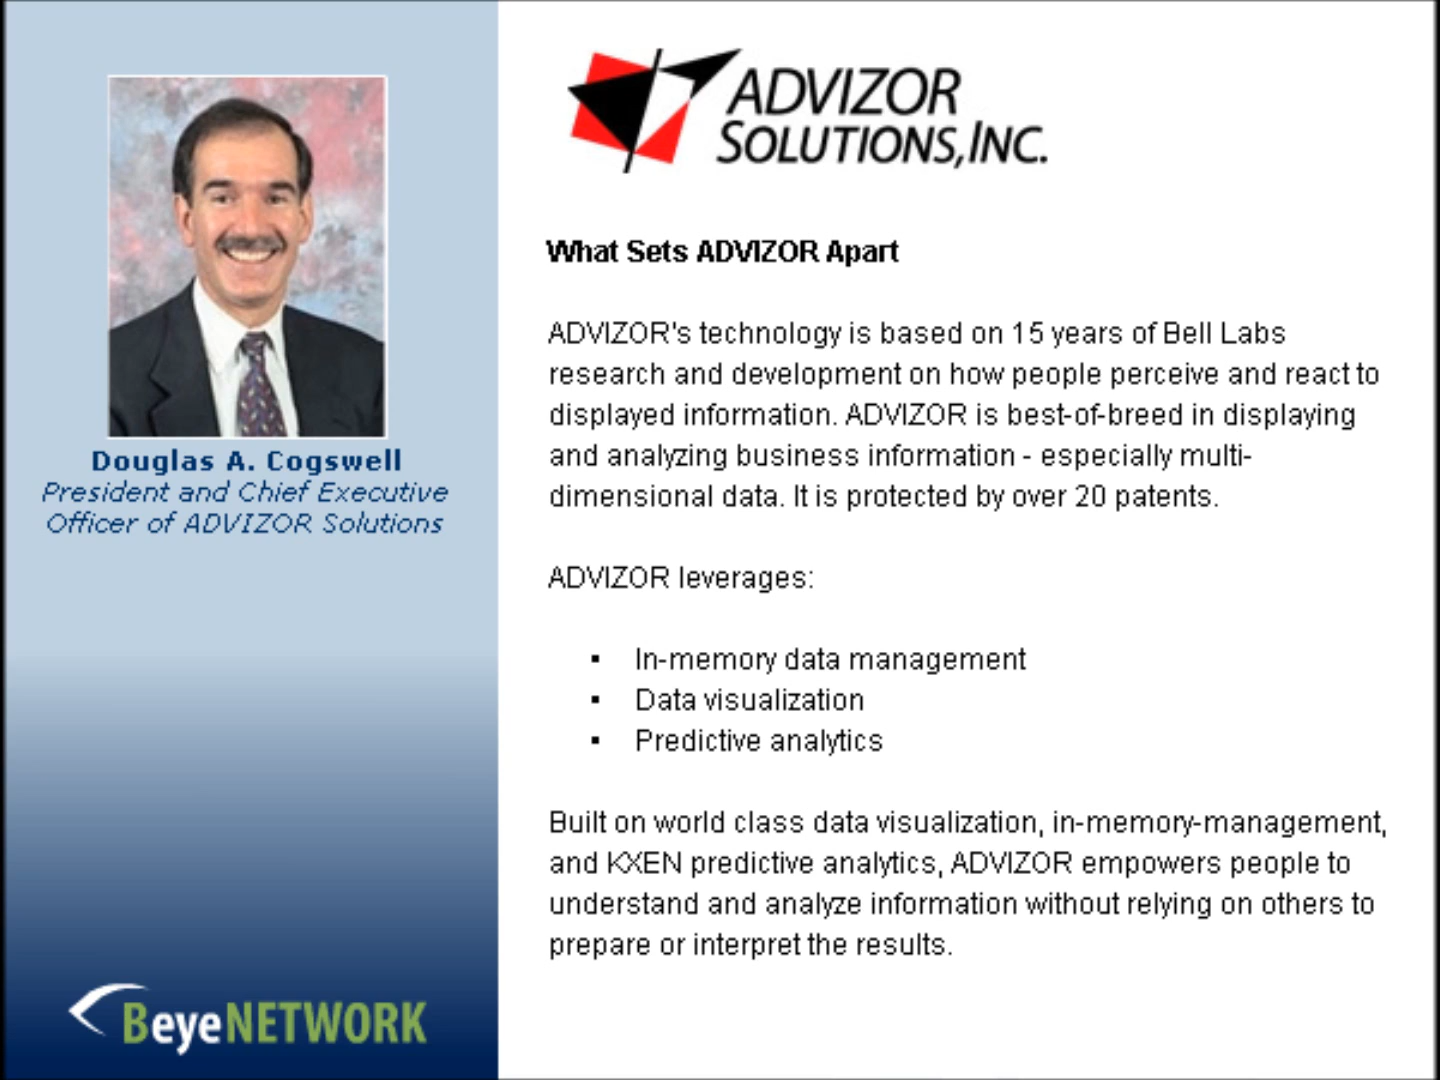 Douglas A. Cogswell
President and Chief Executive
Officer of ADVIZOR Solutions
BeyeNETWORK
ADVIZOR
SOLUTIONS, INC.
What Sets ADVIZOR Apart
ADVIZOR's technology is based on 15 years of Bell Labs
research and development on how people perceive and react to
displayed information. ADVIZOR is best-of-breed in displaying
and analyzing business information - especially multi-
dimensional data. It is protected by over 20 patents.
ADVIZOR leverages:
▪ In-memory data management
▪ Data visualization
▪ Predictive analytics
Built on world class data visualization, in-memory-management,
and KXEN predictive analytics, ADVIZOR empowers people to
understand and analyze information without relying on others to
prepare or interpret the results.